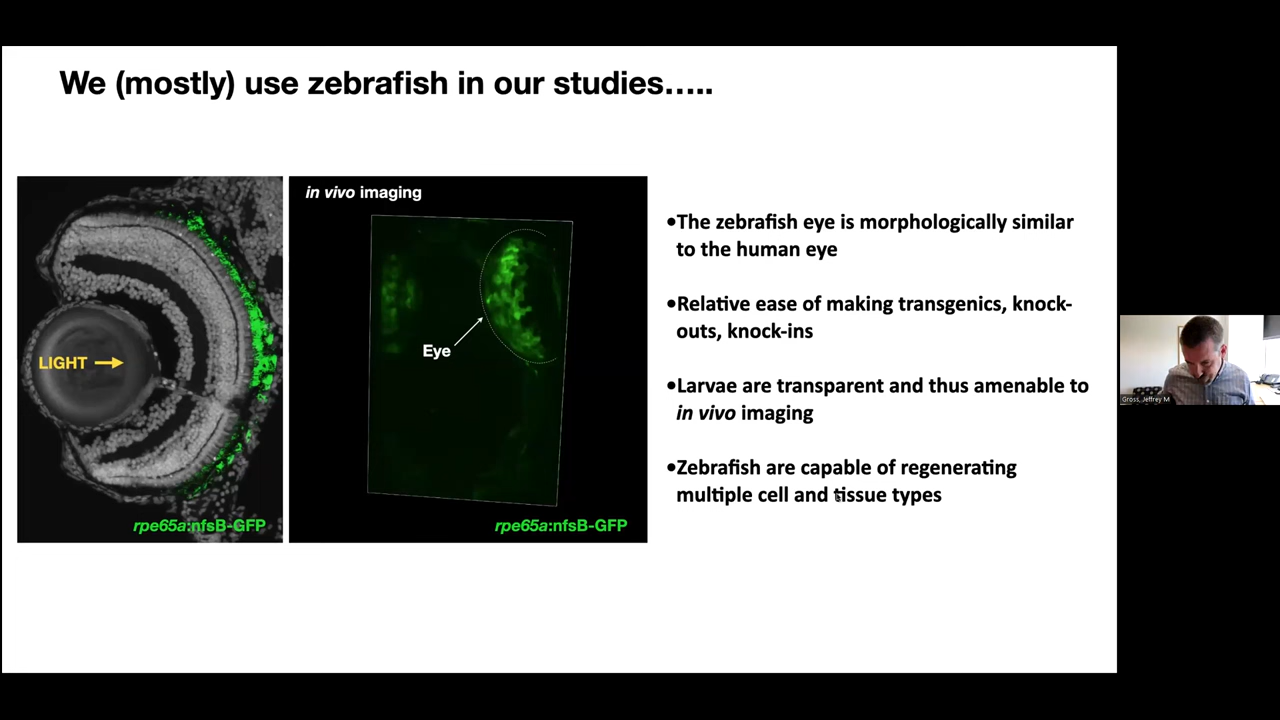 We (mostly) use zebrafish in our studies…..
in vivo imaging
LIGHT
Eye
rpe65a:nfsB-GFP
rpe65a:nfsB-GFP
•The zebrafish eye is morphologically similar
to the human eye
•Relative ease of making transgenics, knock-
outs, knock-ins
•Larvae are transparent and thus amenable to
in vivo imaging
•Zebrafish are capable of regenerating
multiple cell and tissue types
Gross, Jeffrey M